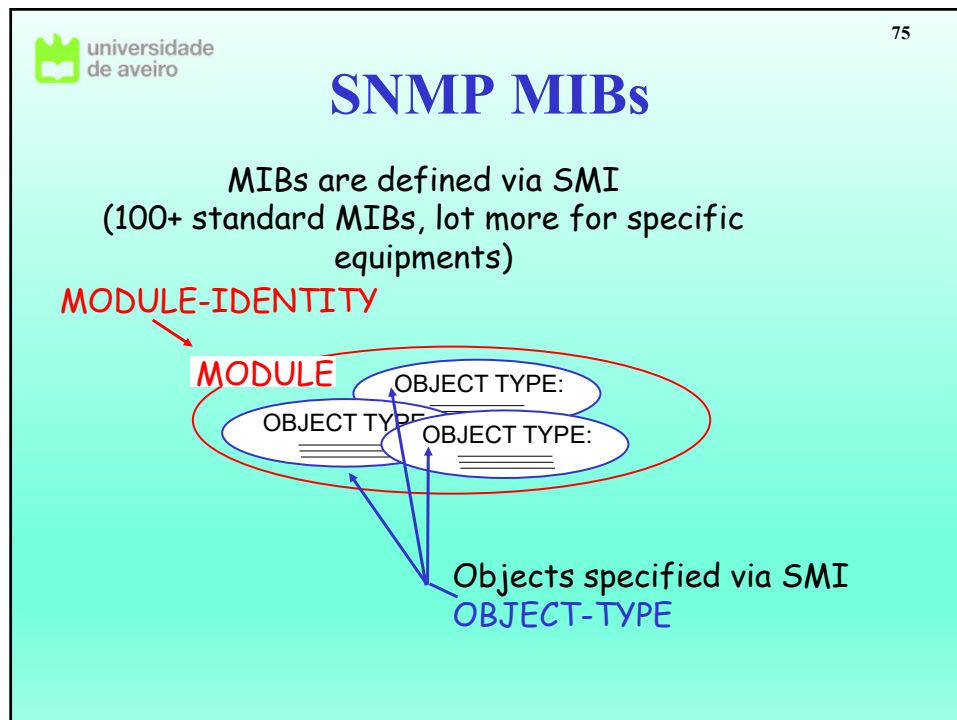 75
universidade
de aveiro
SNMP MIBs
MIBs are defined via SMI
(100+ standard MIBs, lot more for specific
equipments)
MODULE-IDENTITY
MODULE
OBJECT TYPE:
OBJECT TYPE
OBJECT TYPE:
Objects specified via SMI
OBJECT-TYPE